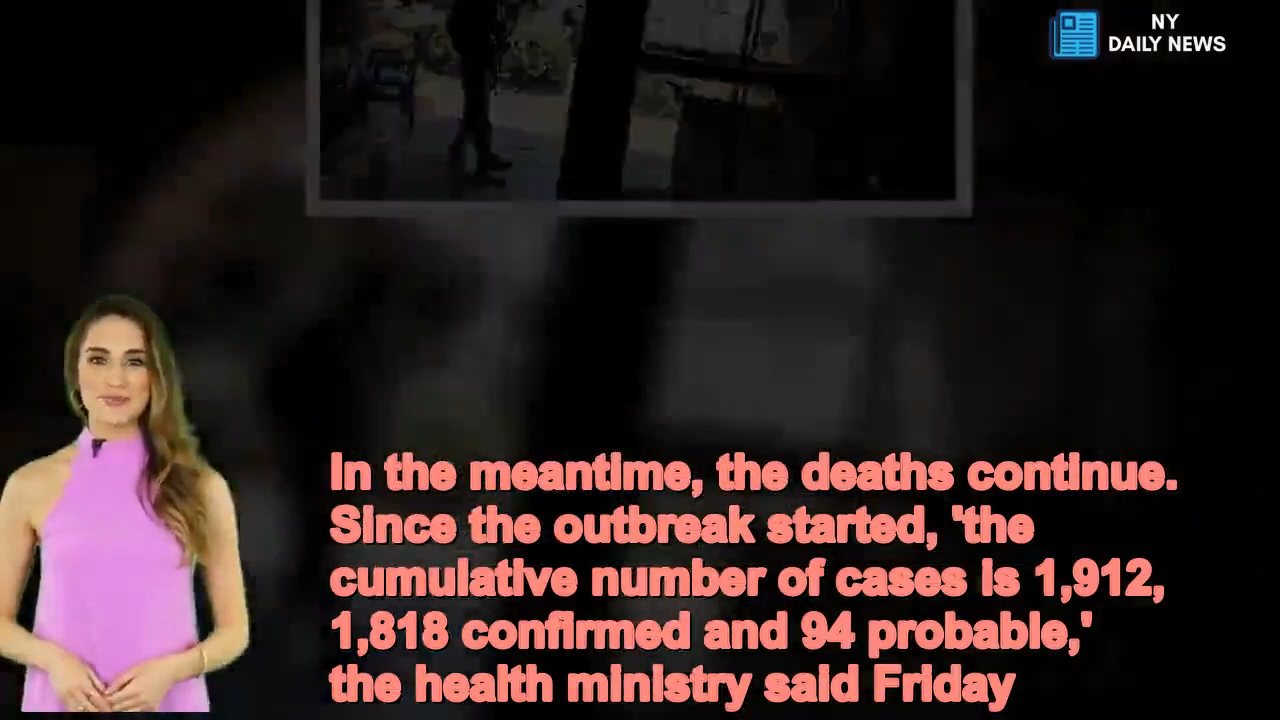 NY
DAILY NEWS
In the meantime, the deaths continue.
Since the outbreak started, 'the
cumulative number of cases is 1,912,
1,818 confirmed and 94 probable,'
the health ministry said Friday